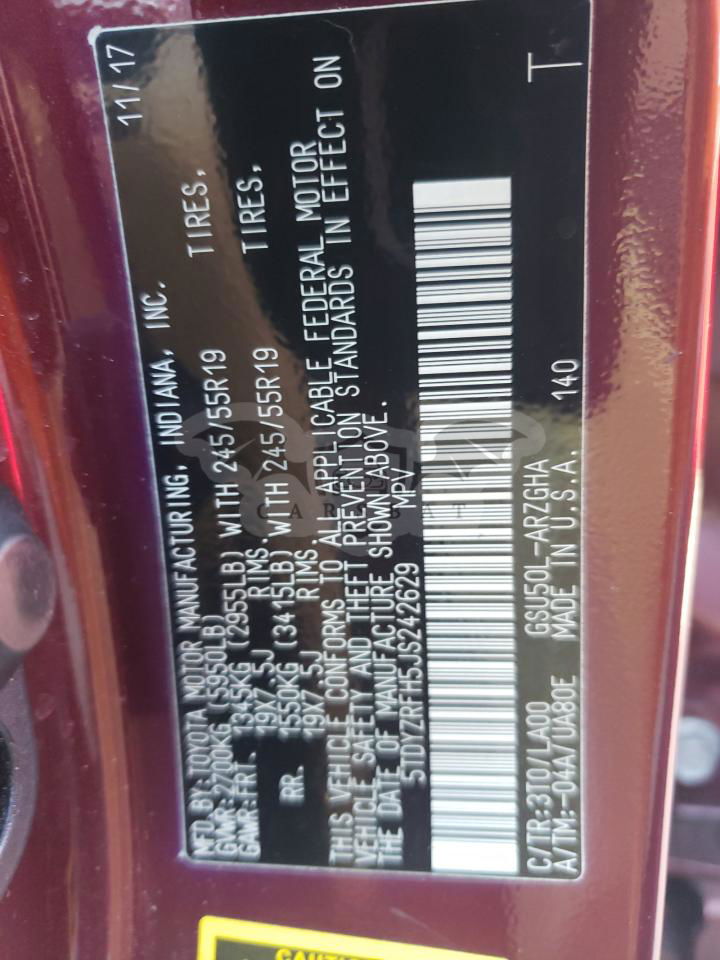 MFD.BY:TOYOTA MOTOR MANUFACTURING, INDIANA, INC. 11/17
GVWR:2700KG (5950LB)
GAWR:FRT. 1345KG (2955LB) WITH 245/55R19 TIRES,
19X7.5J RIMS.
RR. 1550KG (3415LB) WITH 245/55R19 TIRES,
19X7.5J RIMS.
THIS VEHICLE CONFORMS TO ALL APPLICABLE FEDERAL MOTOR
VEHICLE SAFETY AND THEFT PREVENTION STANDARDS IN EFFECT ON
THE DATE OF MANUFACTURE SHOWN ABOVE.
5TDYZRFH5JS242629 MPV
C/TR:3T0/LA00 GSU50L-ARZGHA
A/TM:-04A/UA80E MADE IN U.S.A. 140 T
CAUTION